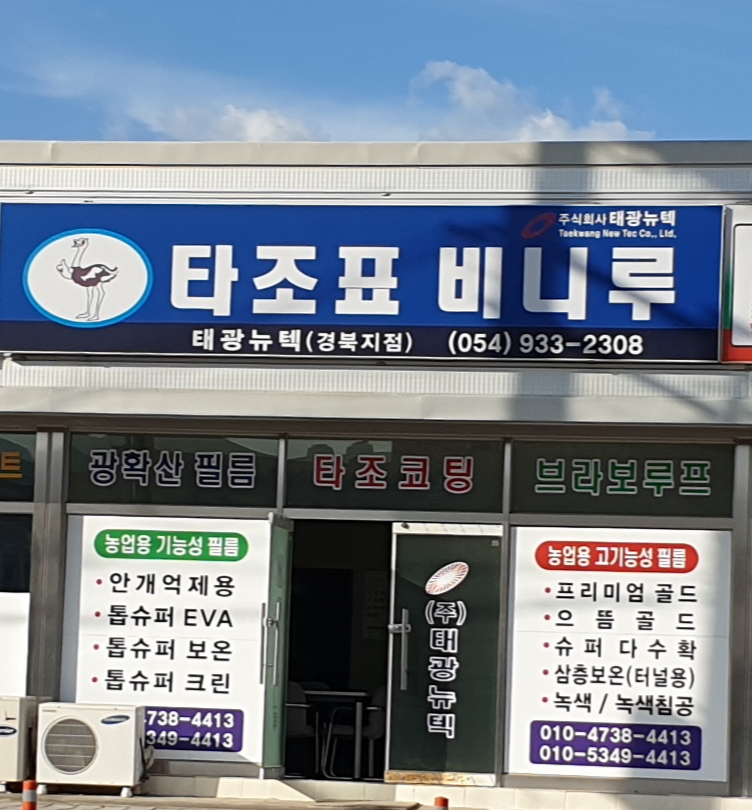 주식회사 태광뉴텍
Taekwang New Tec Co., Ltd.
타조표 비니루
태광뉴텍(경북지점) (054) 933-2308
트
광확산 필름
타조코팅
브라보루프
농업용 기능성 필름
• 안개억제용
• 톱슈퍼 EVA
• 톱슈퍼 보온
• 톱슈퍼 크린
738-4413
349-4413
(주)태광뉴텍
농업용 고기능성 필름
• 프리미엄 골드
• 으뜸 골드
• 슈퍼 다수확
• 삼층보온(터널용)
• 녹색 / 녹색침공
010-4738-4413
010-5349-4413
SAMSUNG